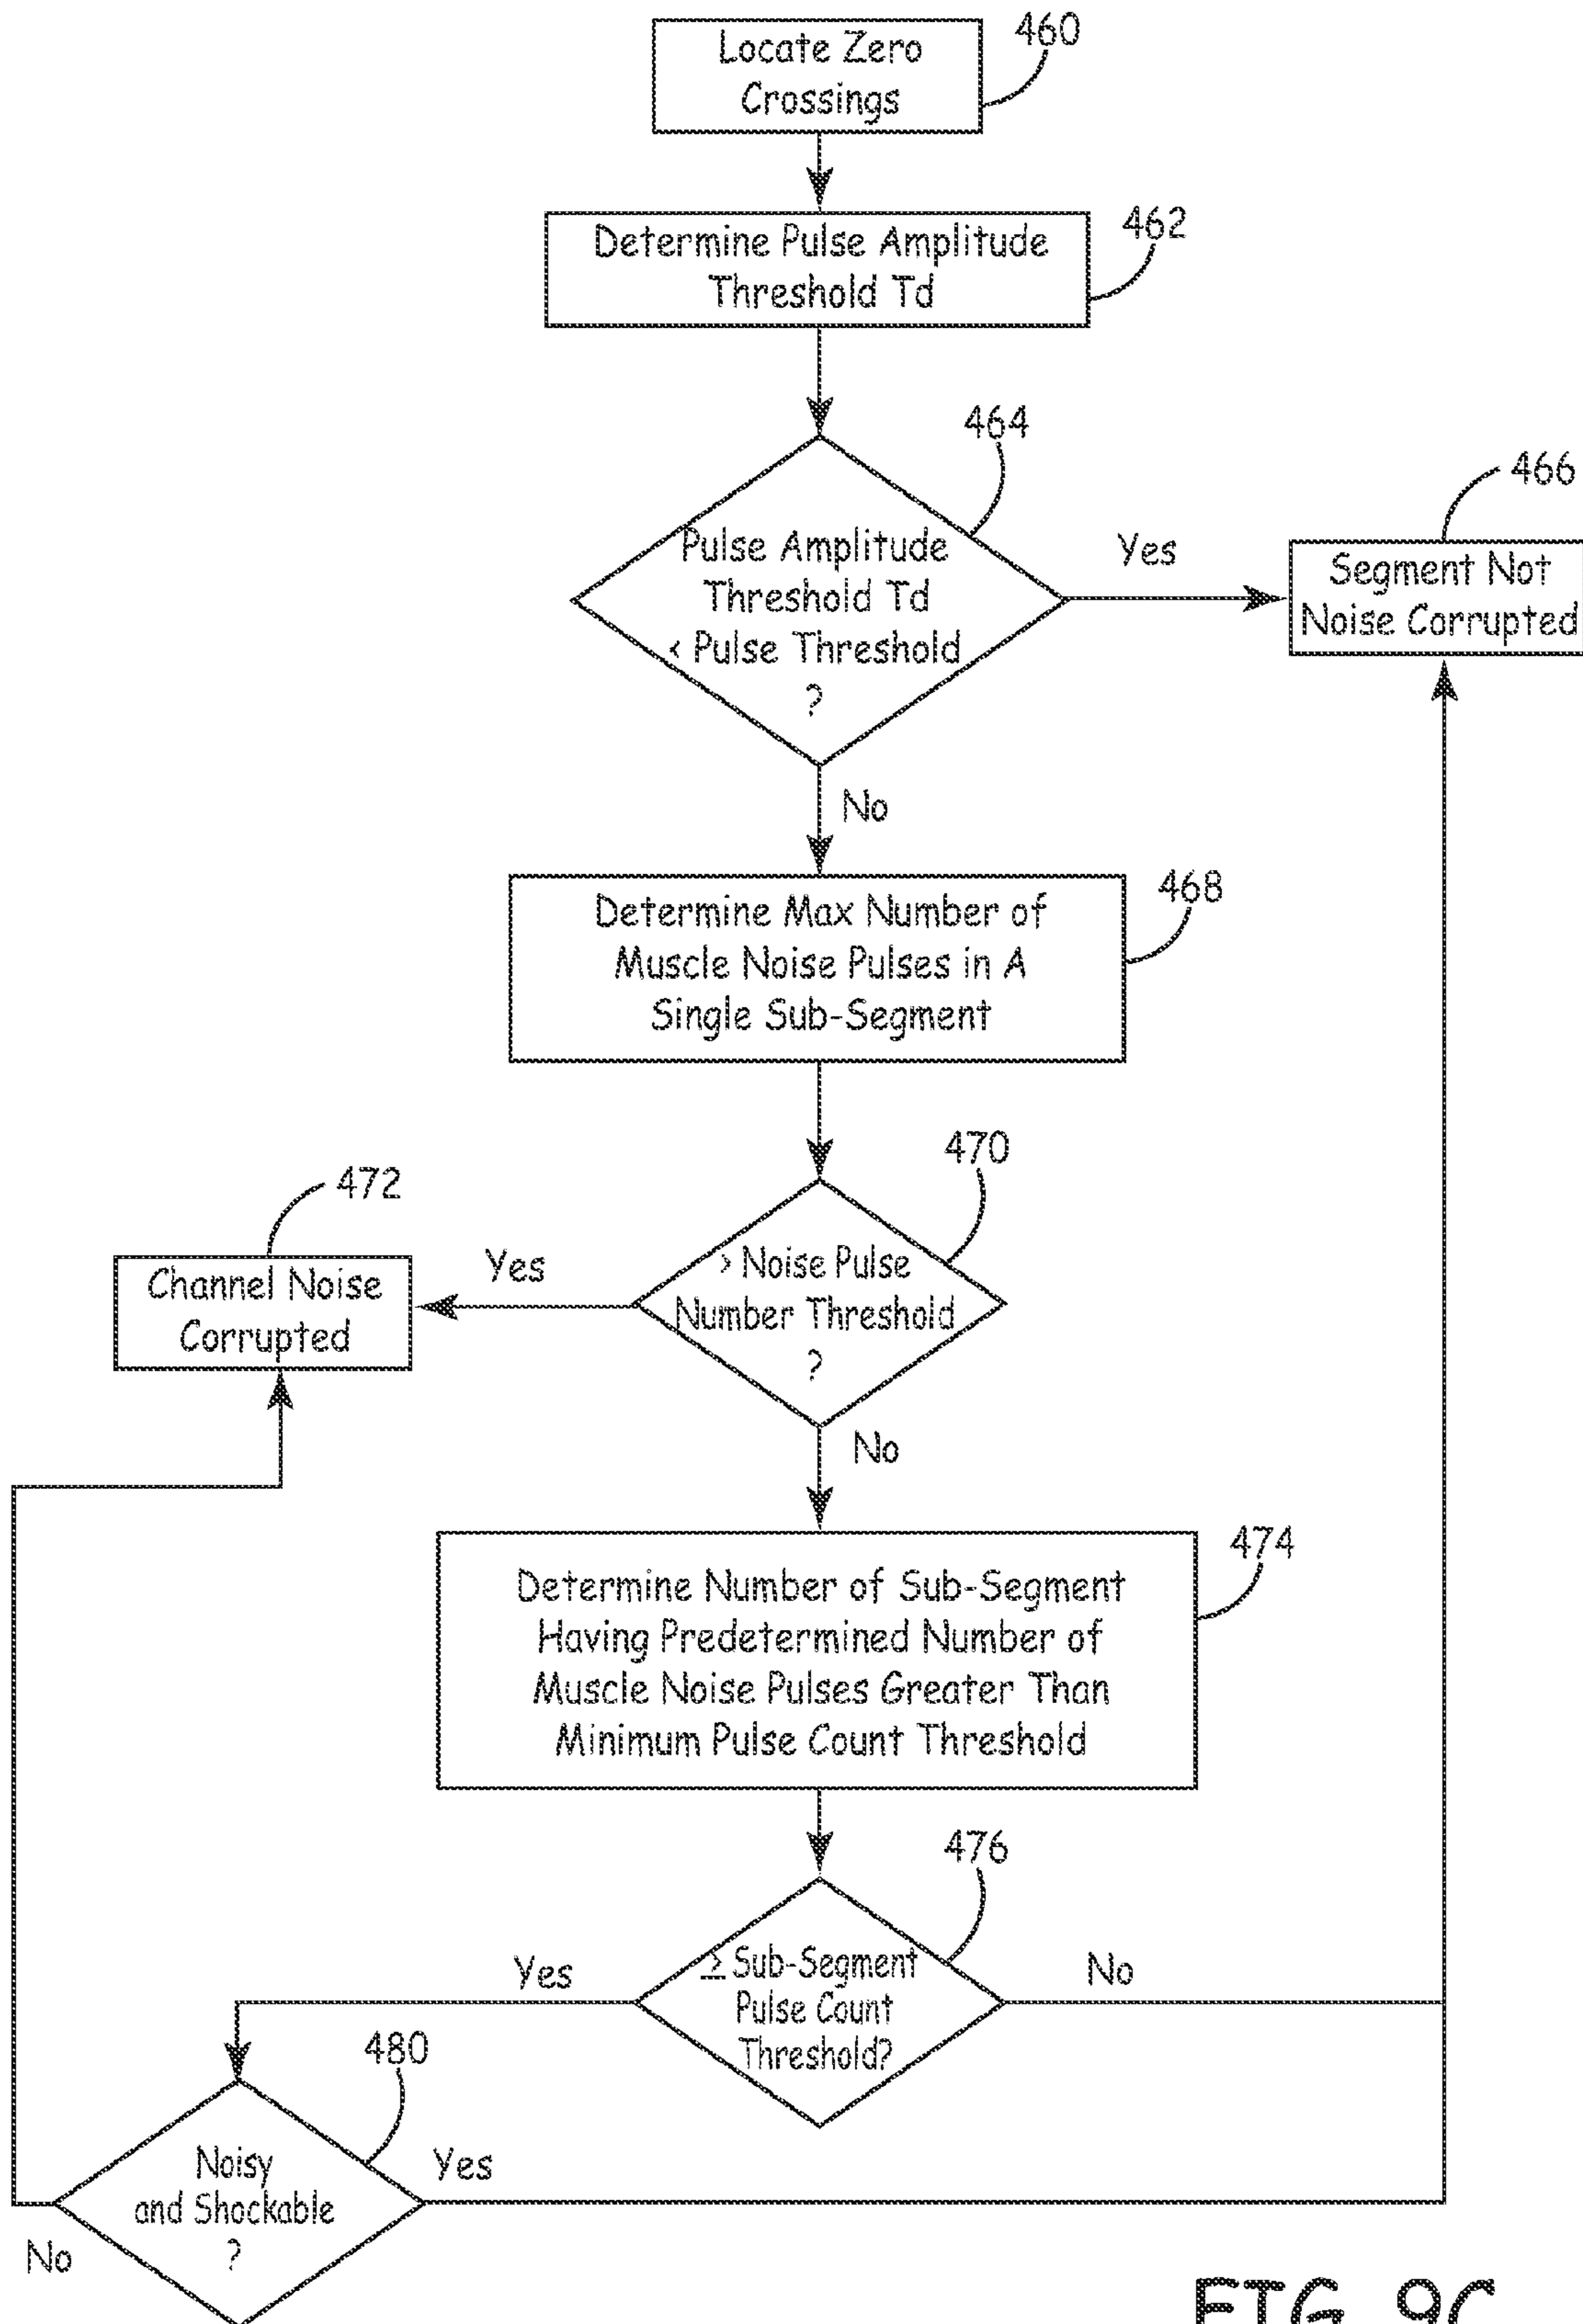 Locate Zero
Crossings
460
Determine Pulse Amplitude
Threshold Td
462
464
Pulse Amplitude
Threshold Td
< Pulse Threshold
?
Yes
466
Segment Not
Noise Corrupted
No
468
Determine Max Number of
Muscle Noise Pulses in A
Single Sub-Segment
470
472
> Noise Pulse
Number Threshold
?
Yes
Channel Noise
Corrupted
No
474
Determine Number of Sub-Segment
Having Predetermined Number of
Muscle Noise Pulses Greater Than
Minimum Pulse Count Threshold
476
≥ Sub-Segment
Pulse Count
Threshold?
Yes
No
480
Noisy
and Shockable
?
Yes
No
FIG. 9C